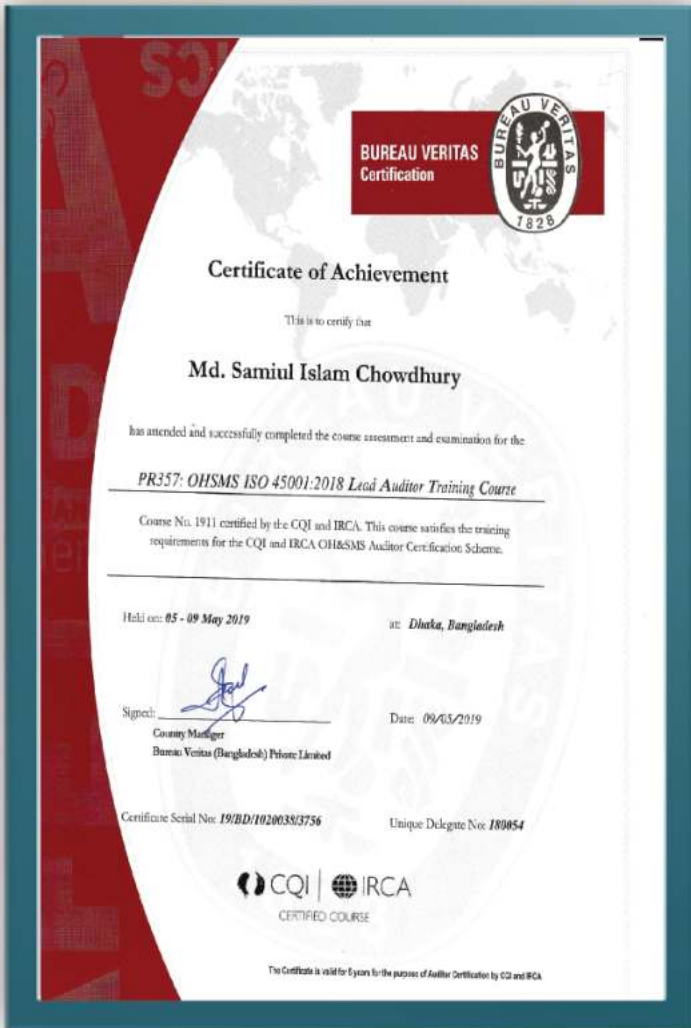 BUREAU VERITAS
Certification
BUREAU VERITAS
1828
Certificate of Achievement
This is to certify that
Md. Samiul Islam Chowdhury
has attended and successfully completed the course assessment and examination for the
PR357: OHSMS ISO 45001:2018 Lead Auditor Training Course
Course No. 1911 certified by the CQI and IRCA. This course satisfies the training
requirements for the CQI and IRCA OH&SMS Auditor Certification Scheme.
Held on: 05 - 09 May 2019 at: Dhaka, Bangladesh
Signed: Date: 09/05/2019
Country Manager
Bureau Veritas (Bangladesh) Private Limited
Certificate Serial No: 19/BD/1020038/3756 Unique Delegate No: 180054
CQI IRCA
CERTIFIED COURSE
The Certificate is valid for 5 years for the purpose of Auditor Certification by CQI and IRCA